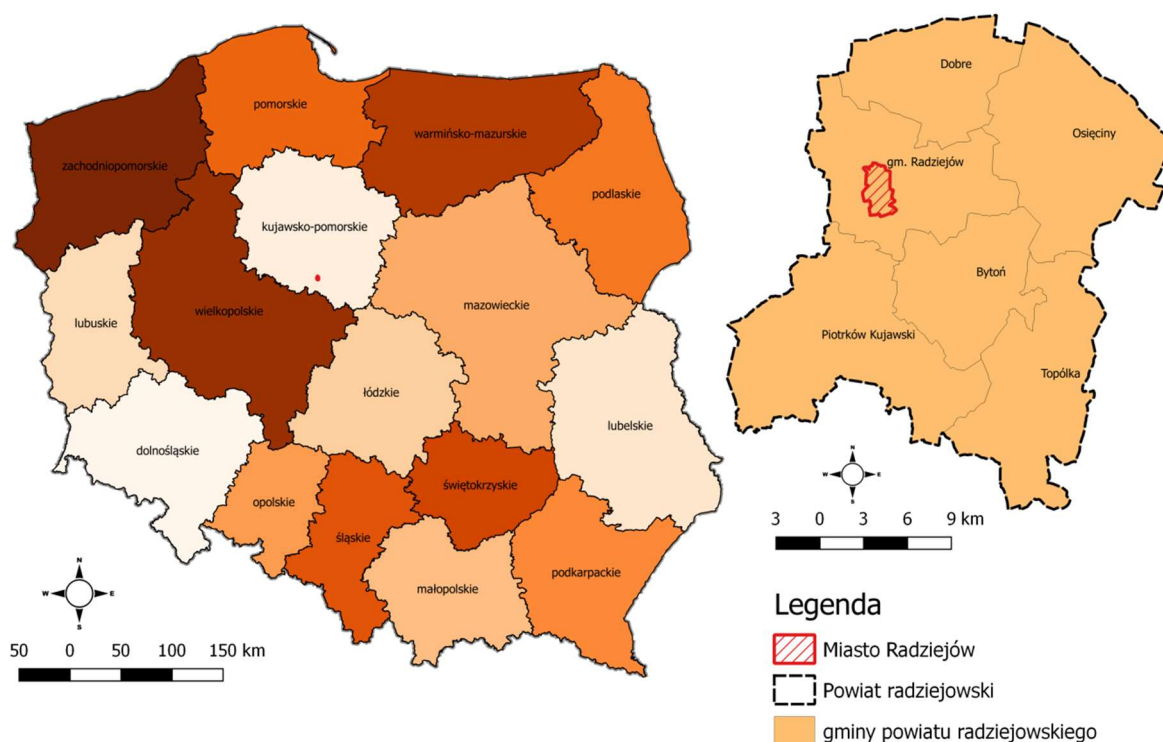 pomorskie
warmińsko-mazurskie
zachodniopomorskie
podlaskie
kujawsko-pomorskie
mazowieckie
wielkopolskie
lubuskie
łódzkie
lubelskie
dolnośląskie
świętokrzyskie
opolskie
śląskie
podkarpackie
małopolskie
N
W E
S
50 0 50 100 150 km
Dobre
Osięciny
gm. Radziejów
Bytoń
Piotrków Kujawski
Topólka
N
W E
S
3 0 3 6 9 km
Legenda
Miasto Radziejów
Powiat radziejowski
gminy powiatu radziejowskiego